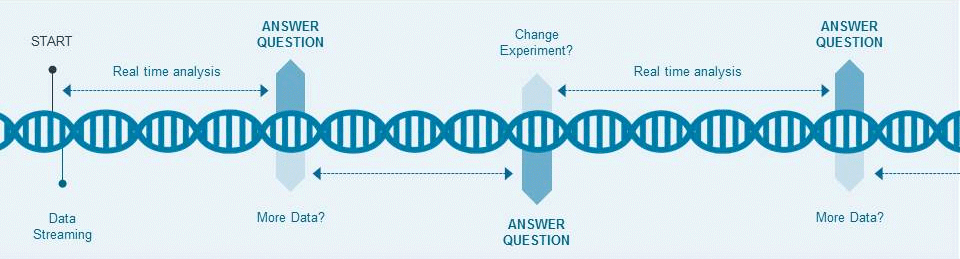 START
Real time analysis
ANSWER
QUESTION
Change
Experiment?
Real time analysis
ANSWER
QUESTION
Data
Streaming
More Data?
ANSWER
QUESTION
More Data?